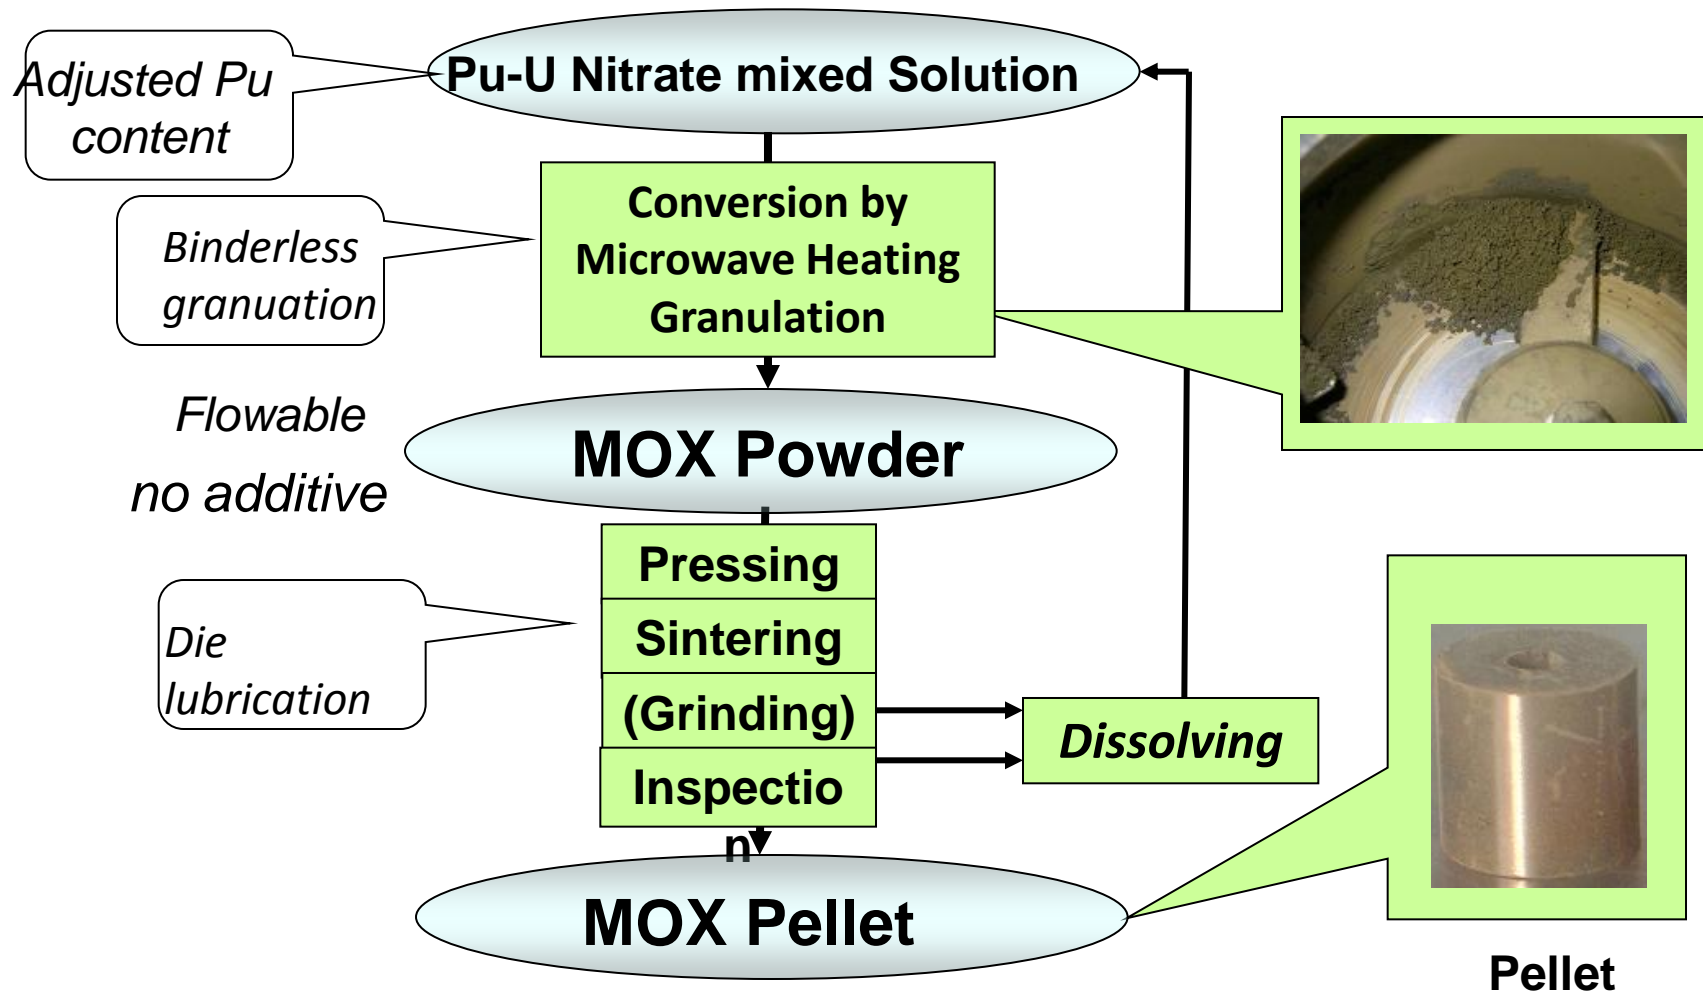 Adjusted Pu
content
Pu-U Nitrate mixed Solution
Binderless
granuation
Conversion by
Microwave Heating
Granulation
Flowable
no additive
MOX Powder
Die
lubrication
Pressing
Sintering
(Grinding)
Inspectio
n
Dissolving
MOX Pellet
Pellet